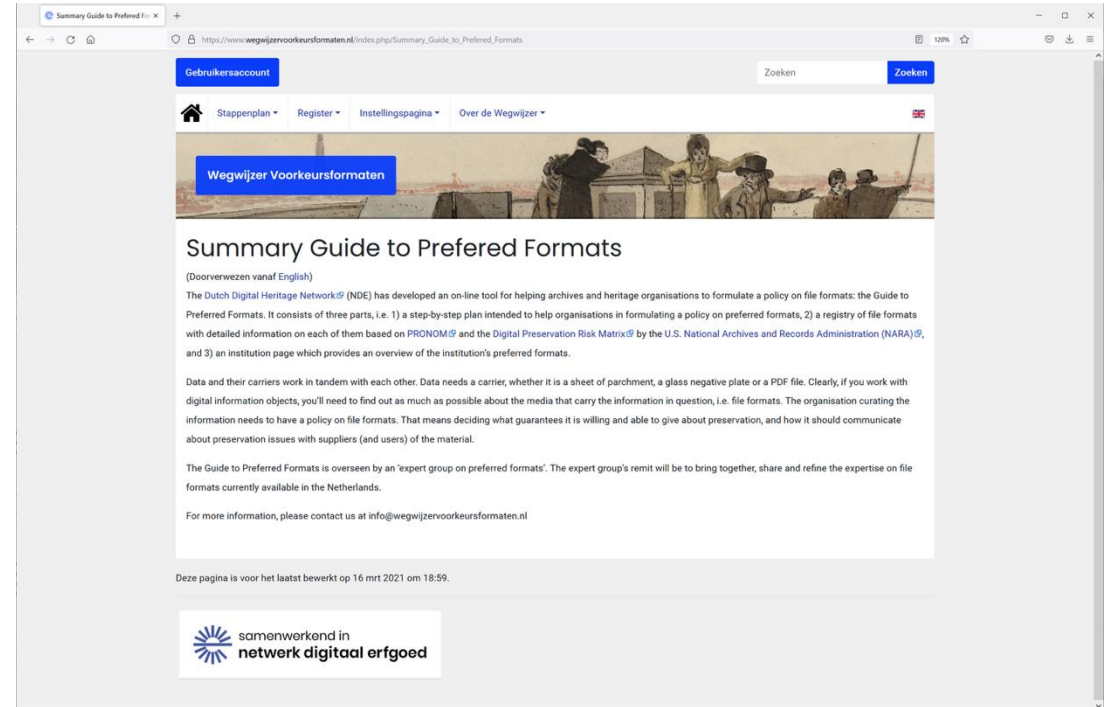 Summary Guide to Prefered For
https://www.wegwijzervoorkeursformaten.nl/index.php/Summary_Guide_to_Prefered_Formats
120%
Gebruikersaccount
Zoeken
Zoeken
Stappenplan
Register
Instellingspagina
Over de Wegwijzer
Wegwijzer Voorkeursformaten
Summary Guide to Prefered Formats
(Doorverwezen vanaf English)
The Dutch Digital Heritage Network (NDE) has developed an on-line tool for helping archives and heritage organisations to formulate a policy on file formats: the Guide to
Preferred Formats. It consists of three parts, i.e. 1) a step-by-step plan intended to help organisations in formulating a policy on preferred formats, 2) a registry of file formats
with detailed information on each of them based on PRONOM and the Digital Preservation Risk Matrix by the U.S. National Archives and Records Administration (NARA),
and 3) an institution page which provides an overview of the institution's preferred formats.
Data and their carriers work in tandem with each other. Data needs a carrier, whether it is a sheet of parchment, a glass negative plate or a PDF file. Clearly, if you work with
digital information objects, you'll need to find out as much as possible about the media that carry the information in question, i.e. file formats. The organisation curating the
information needs to have a policy on file formats. That means deciding what guarantees it is willing and able to give about preservation, and how it should communicate
about preservation issues with suppliers (and users) of the material.
The Guide to Preferred Formats is overseen by an 'expert group on preferred formats'. The expert group's remit will be to bring together, share and refine the expertise on file
formats currently available in the Netherlands.
For more information, please contact us at info@wegwijzervoorkeursformaten.nl
Deze pagina is voor het laatst bewerkt op 16 mrt 2021 om 18:59.
samenwerkend in
netwerk digitaal erfgoed